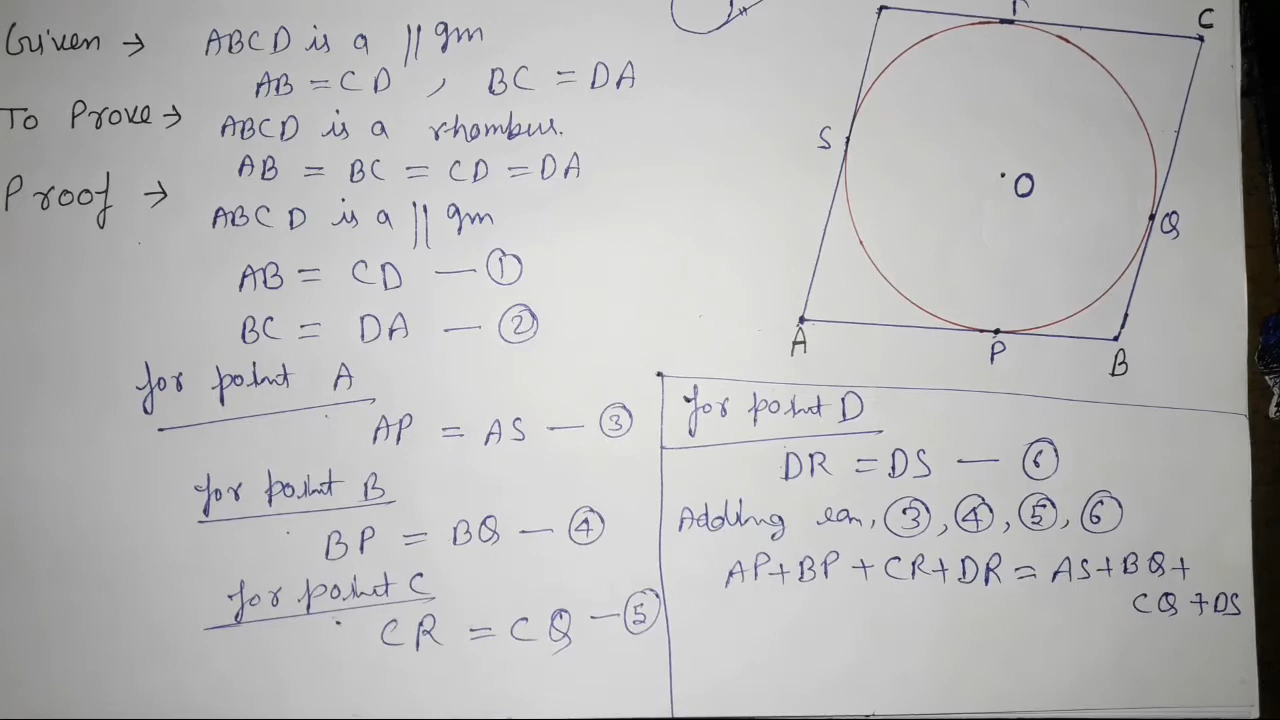 Given → ABCD is a || gm
AB = CD , BC = DA
To Prove → ABCD is a rhombus.
AB = BC = CD = DA
Proof → ABCD is a || gm
AB = CD — ①
BC = DA — ②
for point A
AP = AS — ③
for point B
BP = BQ — ④
for point C
CR = CQ — ⑤
C
S
O
Q
A
P
B
for point D
DR = DS — ⑥
Adding eqn, ③, ④, ⑤, ⑥
AP+BP+CR+DR = AS+BQ+
CQ+DS